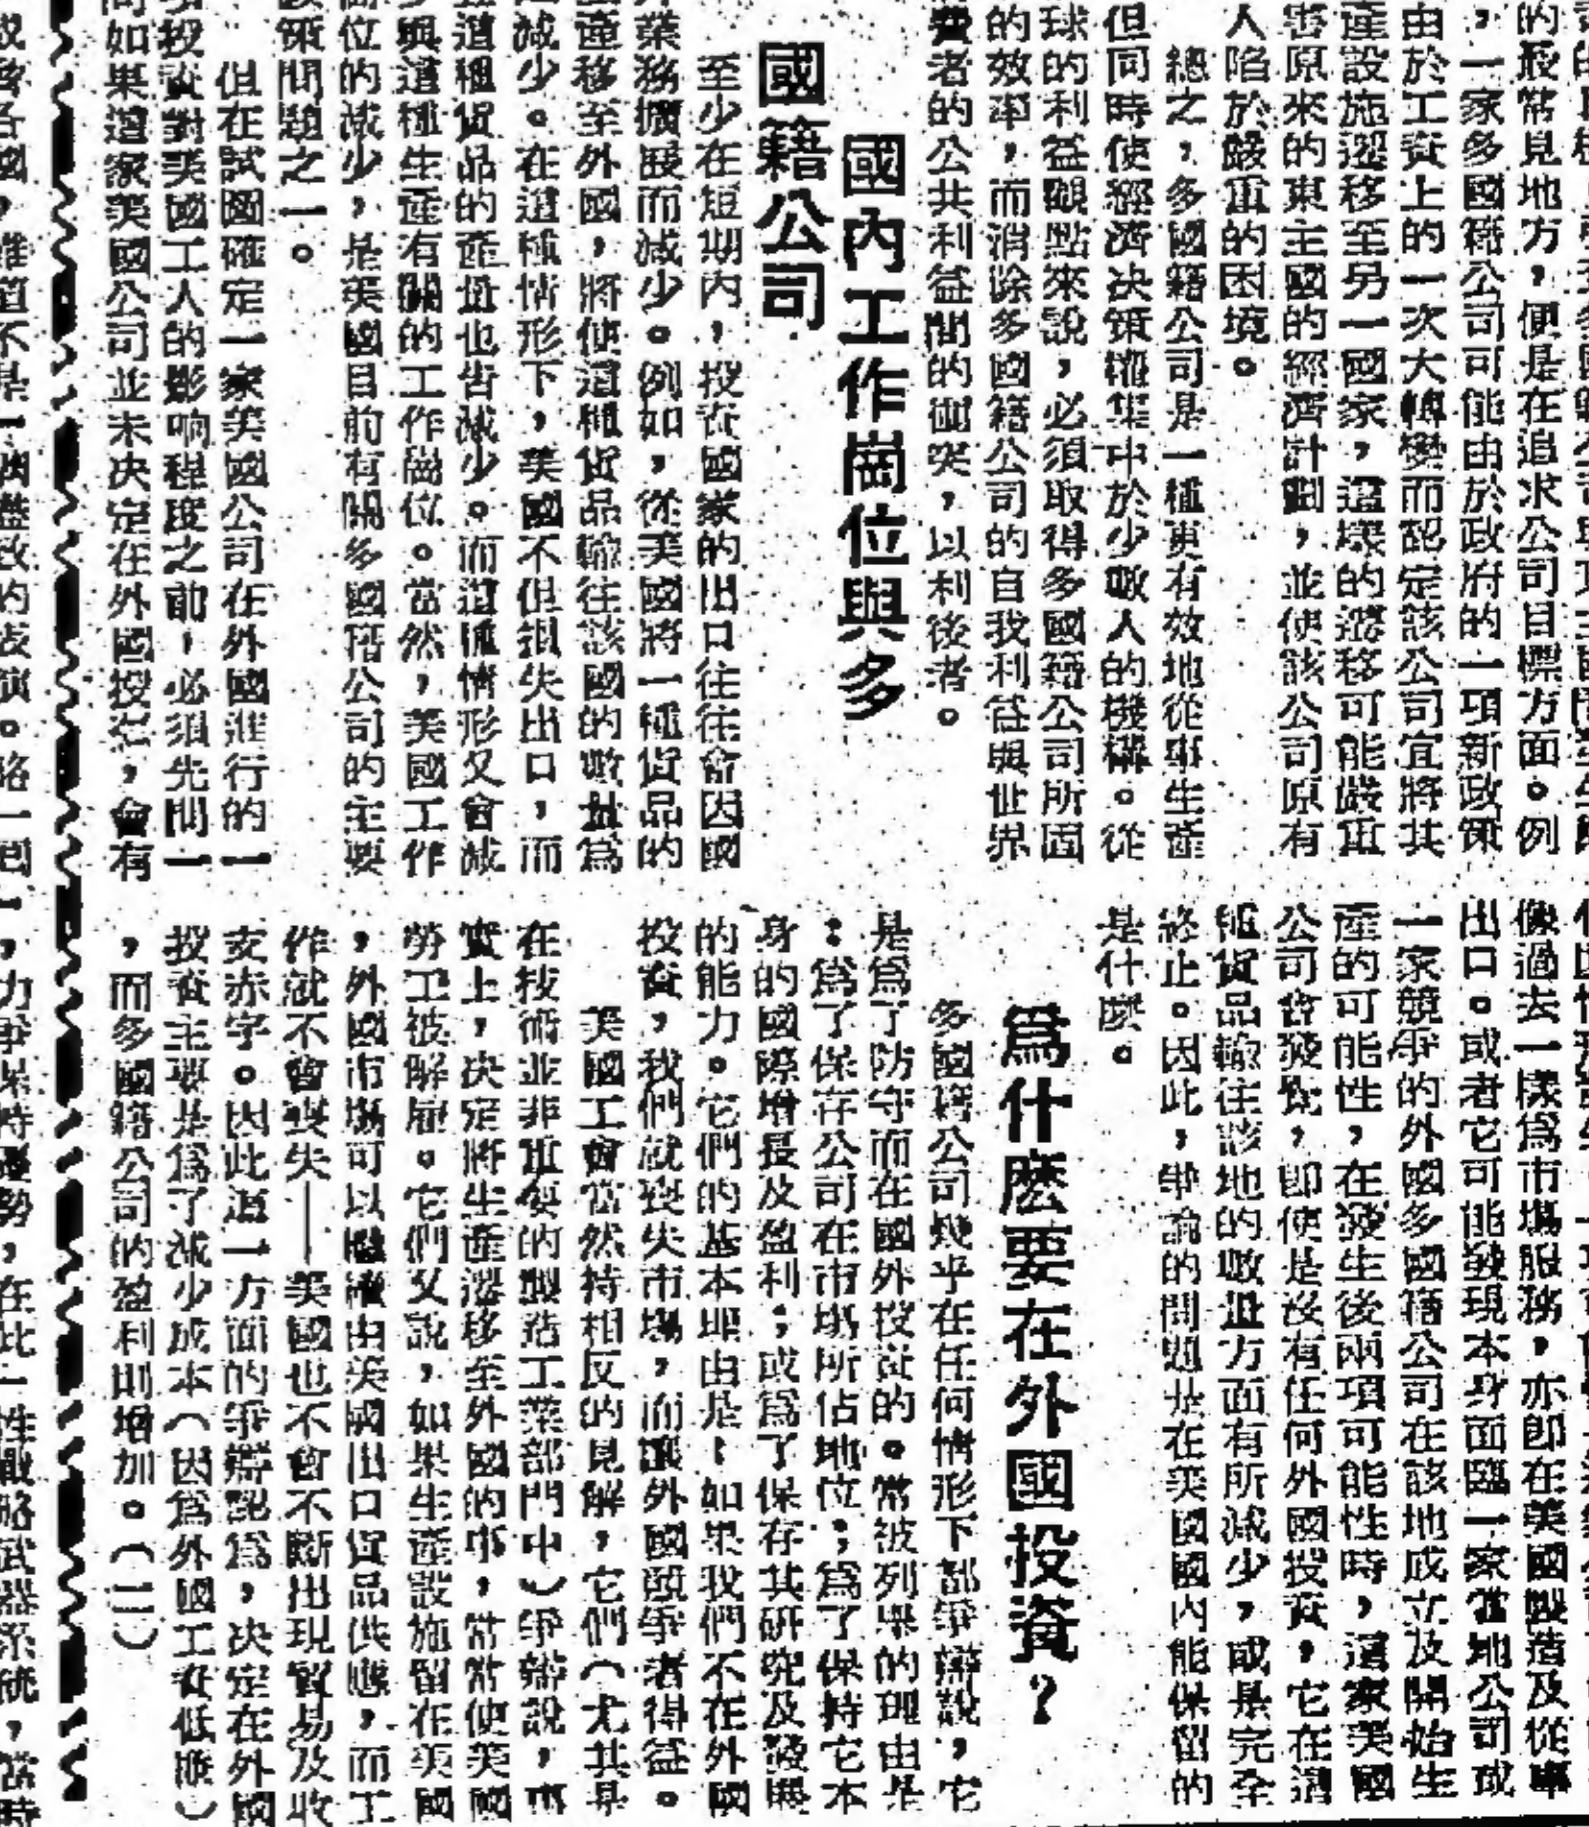 的般常見地方,便是在追求公司目標方面。例
,一家多國籍公司可能由於政府的一項新政策
由於工資上的一次大轉變而認定該公司宜將其
產設施遷移至另一國家,這樣的遷移可能嚴重
害原來的東主國的經濟計劃,並使該公司原有
人陷於嚴重的困境。
總之,多國籍公司是一種更有效地從事生產
但同時使經濟决策權集中於少數人的機構。從
球的利益觀點來說,必須取得多國籍公司所固
的效率,而消除多國籍公司的自我利益與世界
費者的公共利益間的衝突,以利後者。
國內工作崗位與多
國籍公司
至少在短期內,投資國家的出口往往會因國
業務擴展而減少。例如,從美國將一種貨品的
產移至外國,將使這種貨品輸往該國的數量爲
減少。在這種情形下,美國不但損失出口,而
這種貨品的產量也告減少。而這種情形又會減
與這種生產有關的工作崗位。當然,美國工作
位的減少,是美國目前有關多國籍公司的主要
策問題之一。
但在試圖確定一家美國公司在外國進行的一
投資對美國工人的影响程度之前,必須先問一
問如果這家美國公司並未决定在外國投資,會有
像過去一樣爲市塲服務,亦卽在美國製造及從事
出口。或者它可能發現本身面臨一家當地公司或
一家競爭的外國多國籍公司在該地成立及開始生
產的可能性,在發生後兩項可能性時,這家美國
公司會發覺,卽使是沒有任何外國投資,它在這
種貨品輸往該地的數量方面有所減少,或是完全
終止。因此,爭論的問題是在美國國內能保留的
是什麽。
爲什麽要在外國投資?
多國籍公司幾乎在任何情形下都爭辯說,它
是爲了防守而在國外投資的。常被列舉的理由是
:爲了保存公司在市塲所佔地位;爲了保持它本
身的國際增長及盈利;或爲了保存其研究及發展
的能力。它們的基本理由是:如果我們不在外國
投資,我們就喪失市塲,而讓外國競爭者得益。
美國工會當然持相反的見解,它們(尤其是
在技術並非重要的製造工業部門中)爭辯說,事
實上,决定將生產遷移至外國的事,常常使美國
勞工被解雇。它們又說,如果生產設施留在美國
,外國市塲可以繼續由美國出口貨品供應,而工
作就不會喪失——美國也不會不斷出現貿易及收
支赤字。因此這一方面的爭辯認爲,决定在外國
投資主要是爲了減少成本(因爲外國工資低廉)
,而多國籍公司的盈利則增加。(二)